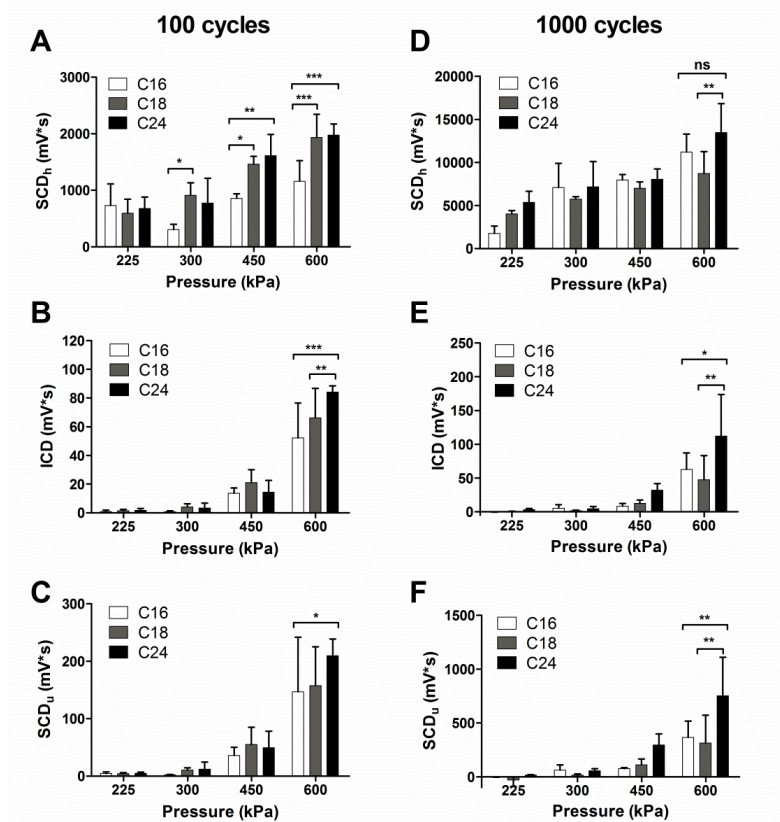 100 cycles
1000 cycles
A
SCDh (mV*s)
3000
2000
1000
0
C16
C18
C24
*
*
**
***
***
225 300 450 600
Pressure (kPa)
B
ICD (mV*s)
120
100
80
60
40
20
0
C16
C18
C24
***
**
225 300 450 600
Pressure (kPa)
C
SCDu (mV*s)
300
200
100
0
C16
C18
C24
*
225 300 450 600
Pressure (kPa)
D
SCDh (mV*s)
20000
15000
10000
5000
0
C16
C18
C24
ns
**
225 300 450 600
Pressure (kPa)
E
ICD (mV*s)
250
200
150
100
50
0
C16
C18
C24
*
**
225 300 450 600
Pressure (kPa)
F
SCDu (mV*s)
1500
1000
500
0
C16
C18
C24
**
**
225 300 450 600
Pressure (kPa)